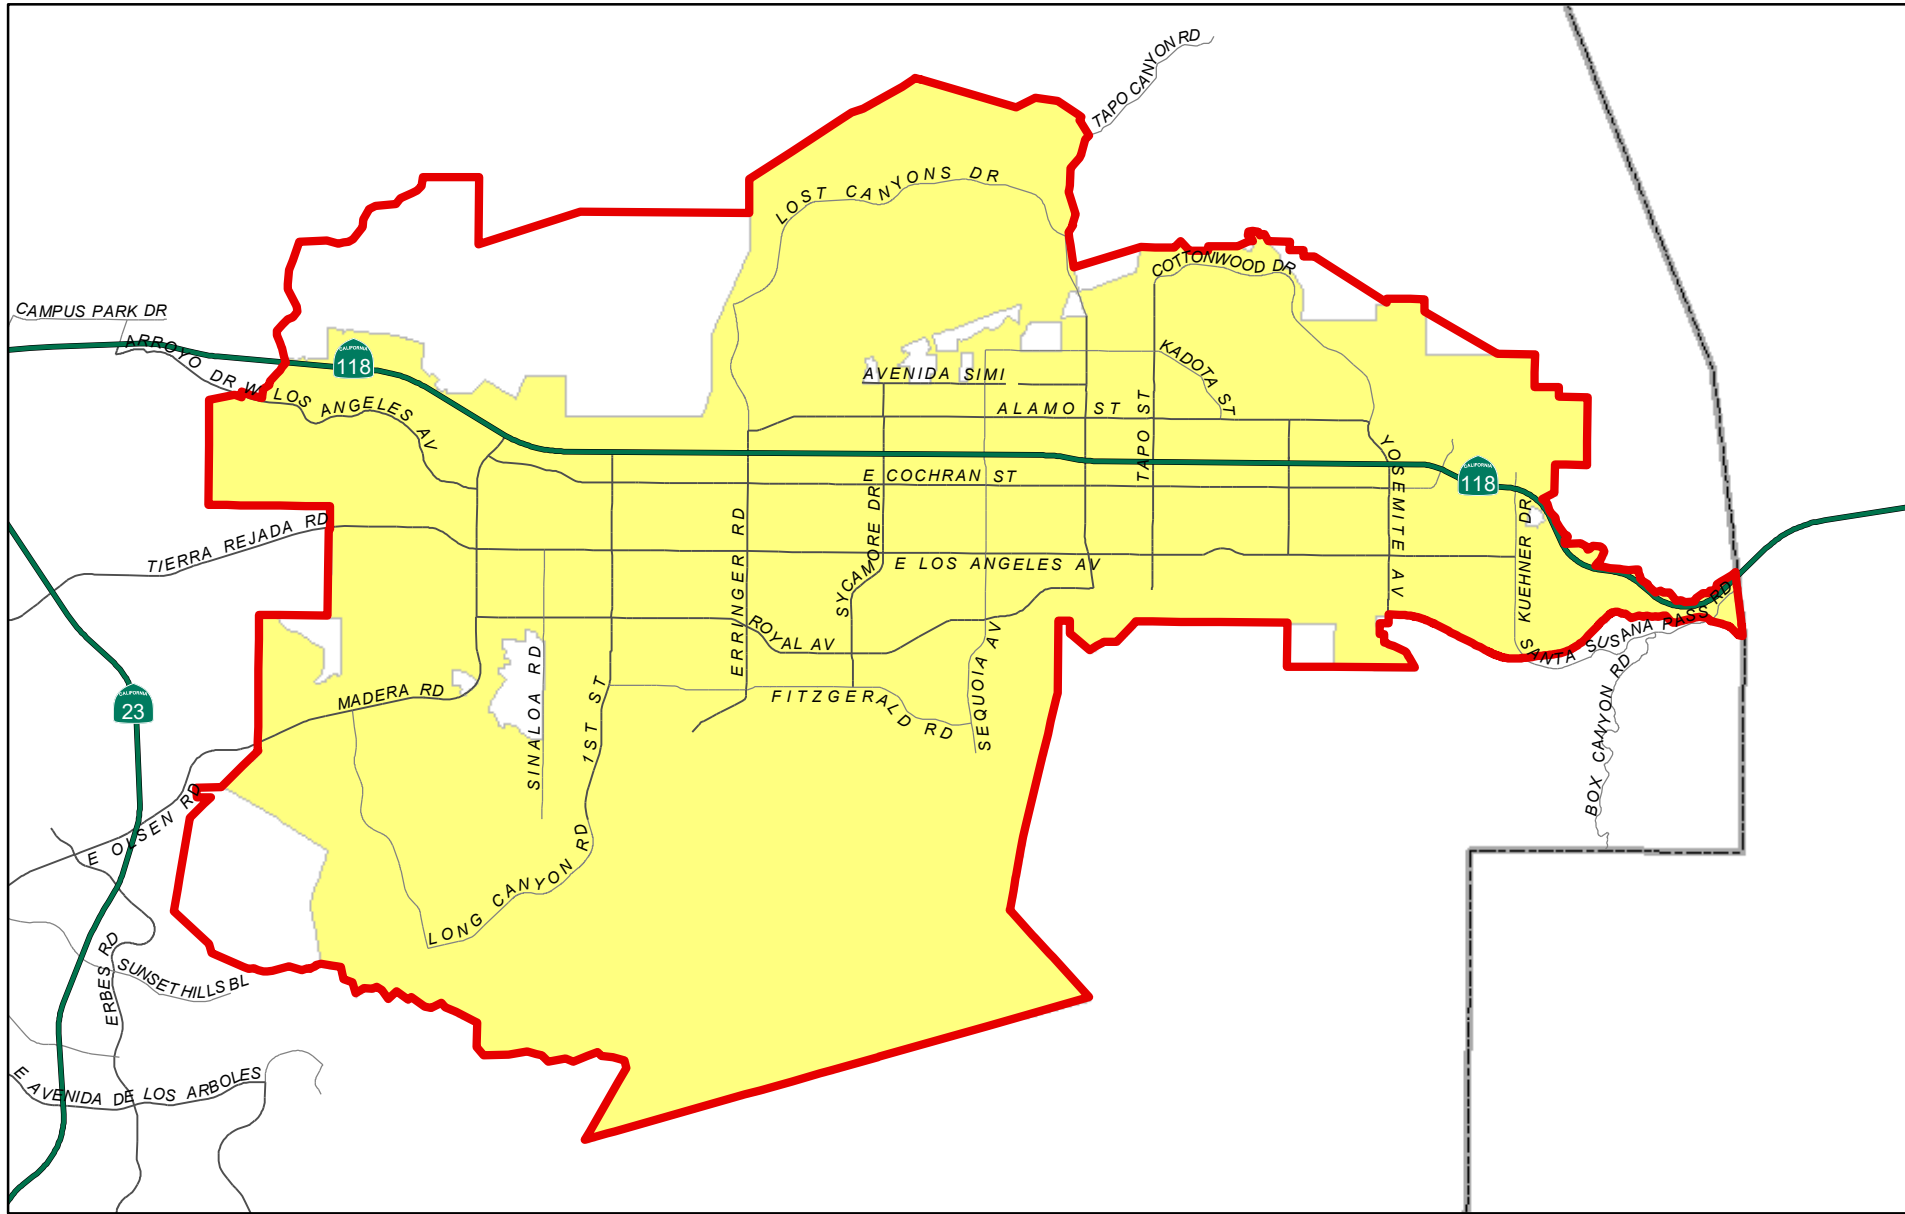 TAPO CANYON RD
LOST CANYONS DR
COTTONWOOD DR
CAMPUS PARK DR
ARROYO DR
CALIFORNIA
118
W LOS ANGELES AV
KADOTA ST
AVENIDA SIMI
ALAMO ST
TAPO ST
YOSEMITE AV
E COCHRAN ST
CALIFORNIA
118
KUEHNER DR
TIERRA REJADA RD
ERRINGER RD
SYCAMORE DR
E LOS ANGELES AV
ROYAL AV
SEQUOIA AV
SANTA SUSANA PASS RD
BOX CANYON RD
SINALOA RD
1ST ST
MADERA RD
FITZGERALD RD
CALIFORNIA
23
E OLSEN RD
LONG CANYON RD
ERBES RD
SUNSET HILLS BL
E AVENIDA DE LOS ARBOLES